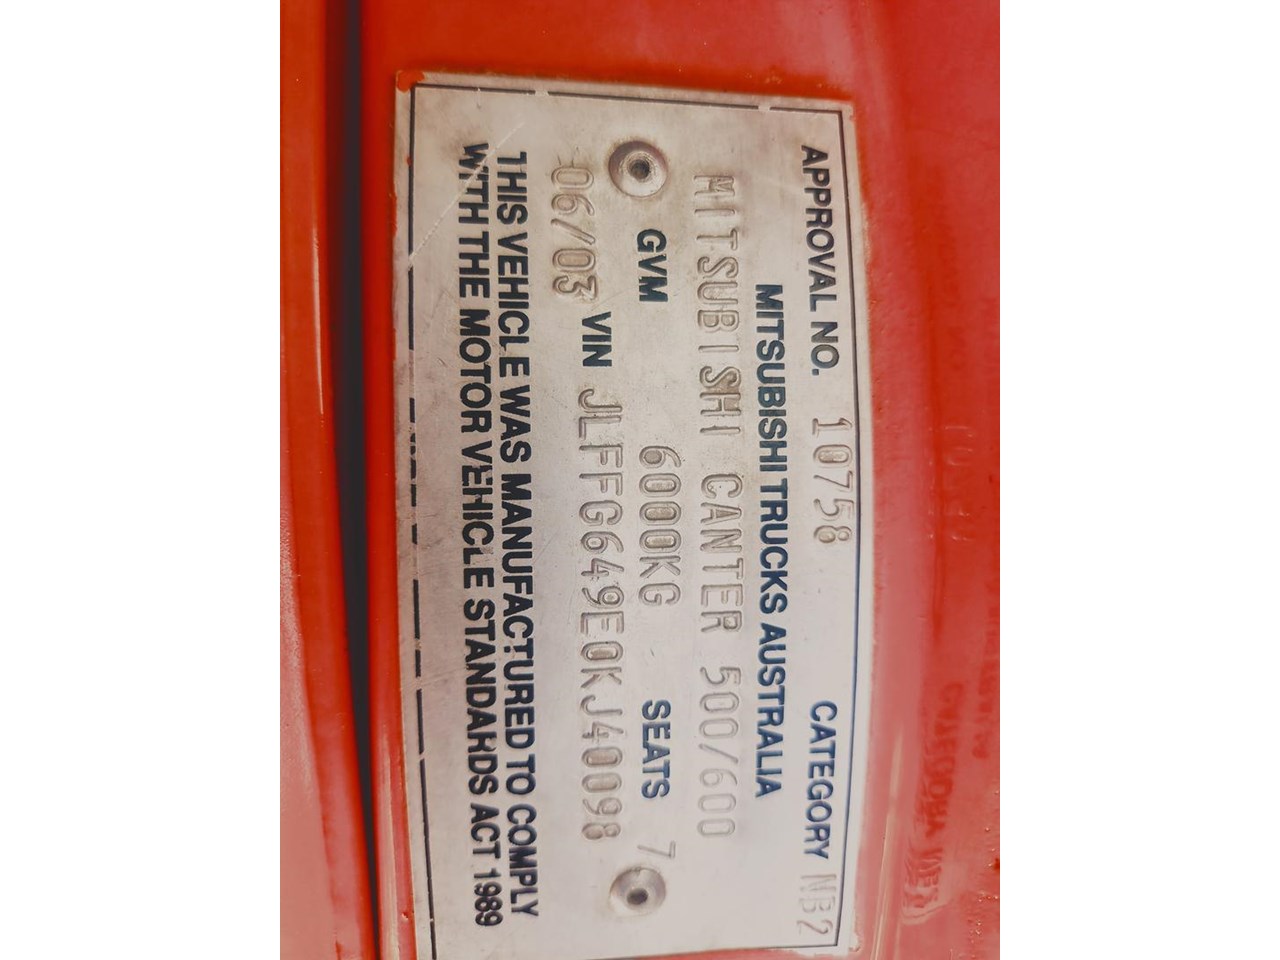 APPROVAL NO. 10758 CATEGORY NB2
MITSUBISHI TRUCKS AUSTRALIA
MITSUBISHI CANTER 500/600
GVM 6000KG SEATS 7
06/03 VIN JLFFG649E0KJ40098
THIS VEHICLE WAS MANUFACTURED TO COMPLY
WITH THE MOTOR VEHICLE STANDARDS ACT 1989